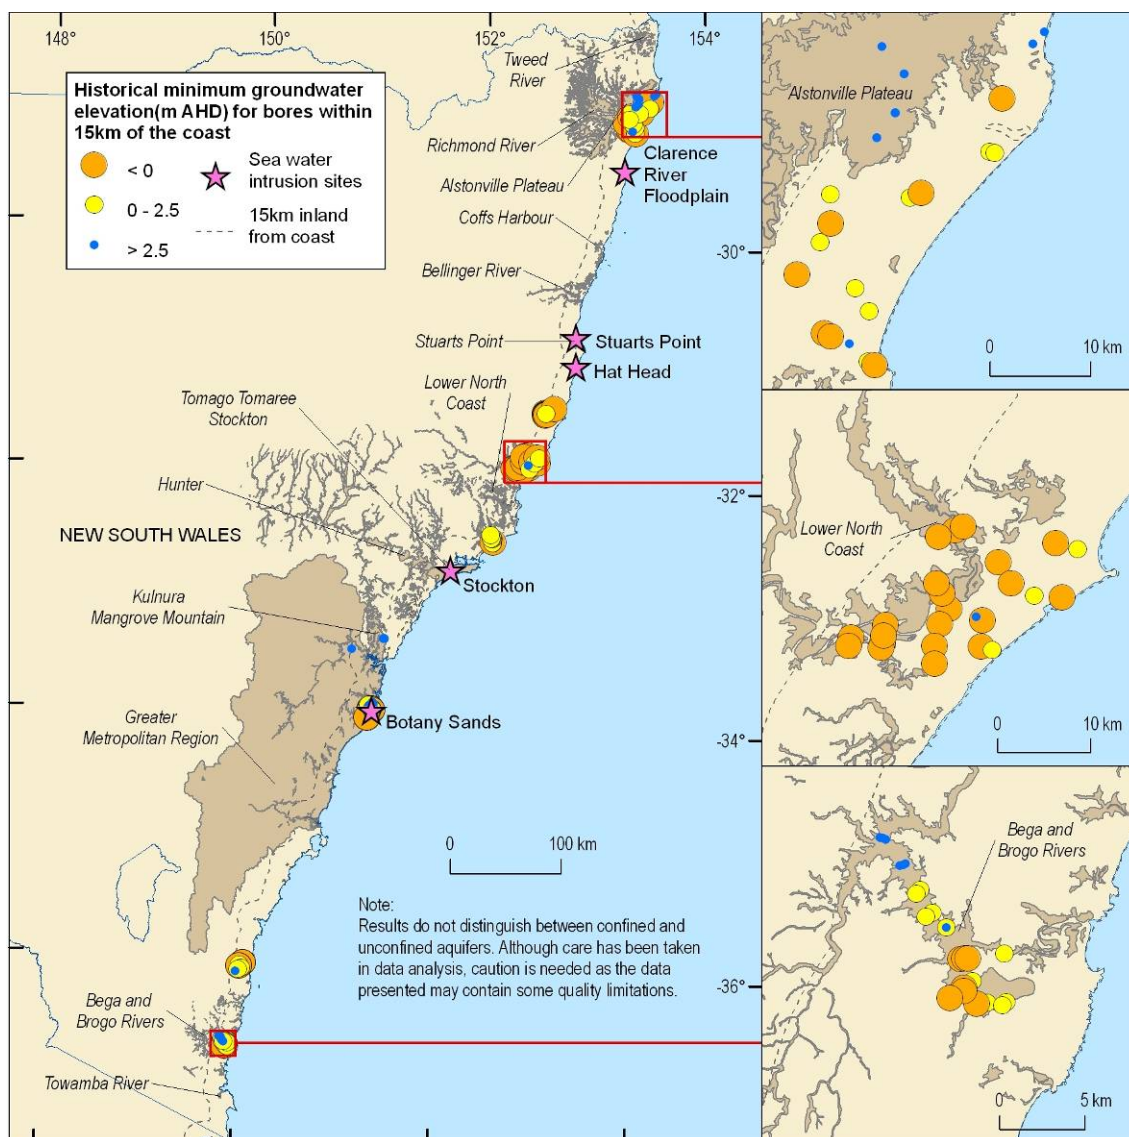 148°
150°
152°
154°
Historical minimum groundwater
elevation(m AHD) for bores within
15km of the coast
< 0
0 - 2.5
> 2.5
Sea water
intrusion sites
15km inland
from coast
Tweed
River
Richmond River
Alstonville Plateau
Clarence
River
Floodplain
Coffs Harbour
-30°
Bellinger River
Stuarts Point
Stuarts Point
Hat Head
Lower North
Coast
Tomago Tomaree
Stockton
Hunter
-32°
NEW SOUTH WALES
Stockton
Kulnura
Mangrove Mountain
Botany Sands
Greater
Metropolitan Region
-34°
0 100 km
Note:
Results do not distinguish between confined and
unconfined aquifers. Although care has been taken
in data analysis, caution is needed as the data
presented may contain some quality limitations.
-36°
Bega and
Brogo Rivers
Towamba River
Alstonville Plateau
0 10 km
Lower North
Coast
0 10 km
Bega and
Brogo Rivers
0 5 km